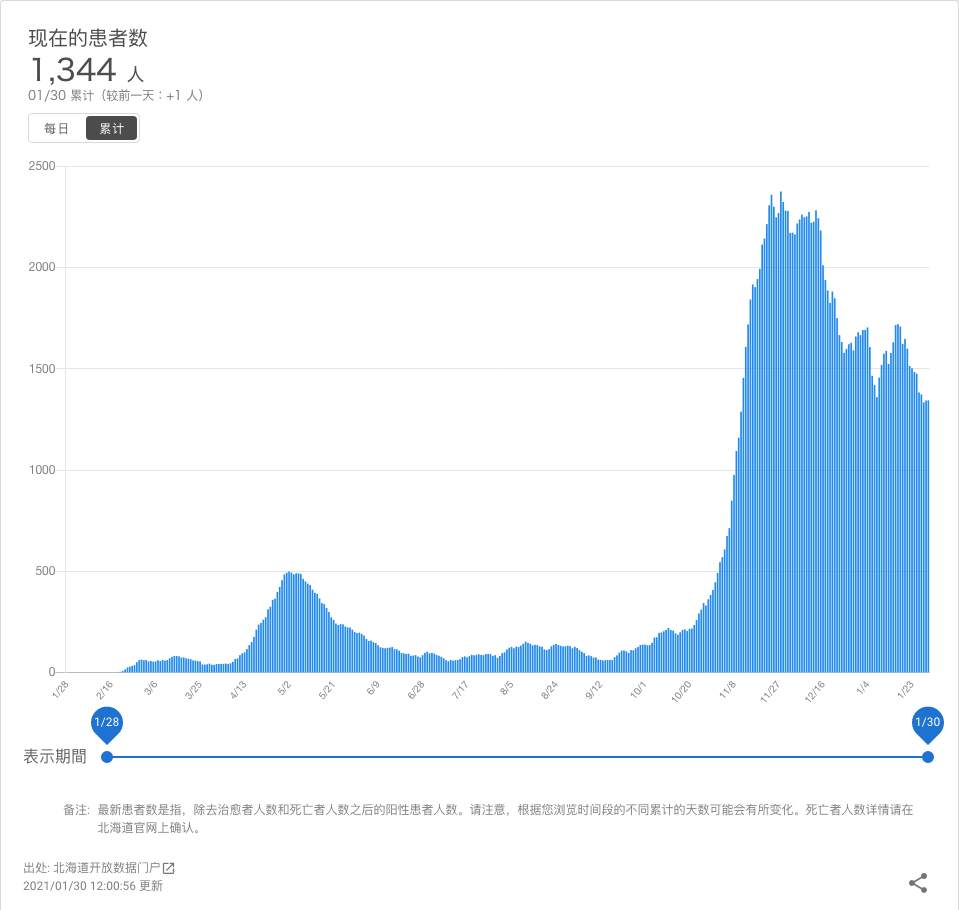 现在的患者数
1,344 人
01/30 累计（较前一天：+1 人）
每日 累计
2500
2000
1500
1000
500
0
1/28 2/16 3/6 3/25 4/13 5/2 5/21 6/9 6/28 7/17 8/5 8/24 9/12 10/1 10/20 11/8 11/27 12/16 1/4 1/23
1/28 1/30
表示期間
备注: 最新患者数是指，除去治愈者人数和死亡者人数之后的阳性患者人数。请注意，根据您浏览时间段的不同累计的天数可能会有所变化。死亡者人数详情请在
北海道官网上确认。
出处: 北海道开放数据门户
2021/01/30 12:00:56 更新